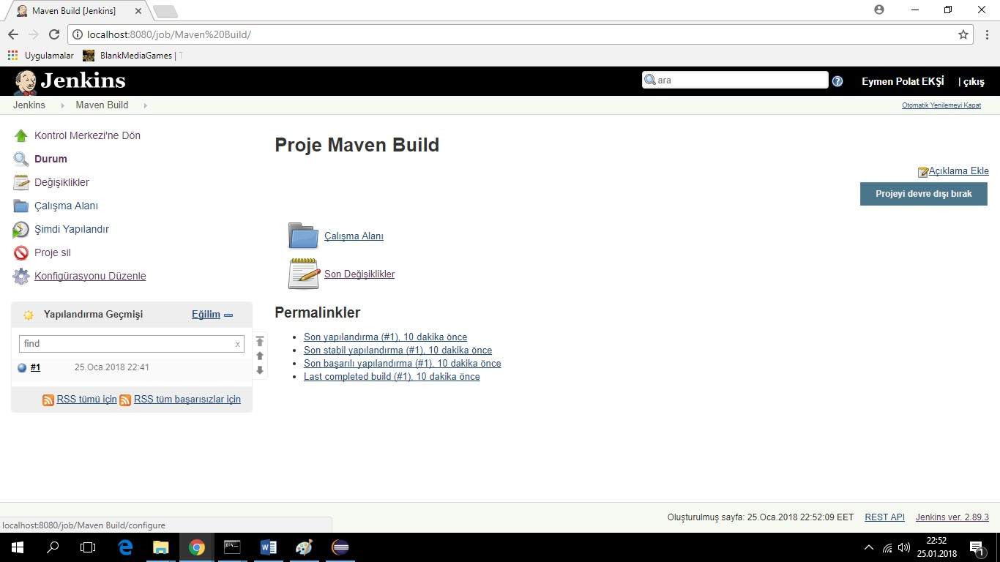 Maven Build [Jenkins]
localhost:8080/job/Maven%20Build/
Uygulamalar BlankMediaGames | T
Jenkins ara Eymen Polat EKŞİ | çıkış
Jenkins Maven Build Otomatik Yenilemeyi Kapat
Kontrol Merkezi'ne Dön
Durum
Değişiklikler
Çalışma Alanı
Şimdi Yapılandır
Proje sil
Konfigürasyonu Düzenle
Yapılandırma Geçmişi Eğilim
find x
#1 25.Oca.2018 22:41
RSS tümü için RSS tüm başarısızlar için
Proje Maven Build
Açıklama Ekle
Projeyi devre dışı bırak
Çalışma Alanı
Son Değişiklikler
Permalinkler
Son yapılandırma (#1), 10 dakika önce
Son stabil yapılandırma (#1), 10 dakika önce
Son başarılı yapılandırma (#1), 10 dakika önce
Last completed build (#1), 10 dakika önce
Oluşturulmuş sayfa: 25.Oca.2018 22:52:09 EET REST API Jenkins ver. 2.89.3
localhost:8080/job/Maven Build/configure
22:52
25.01.2018
1